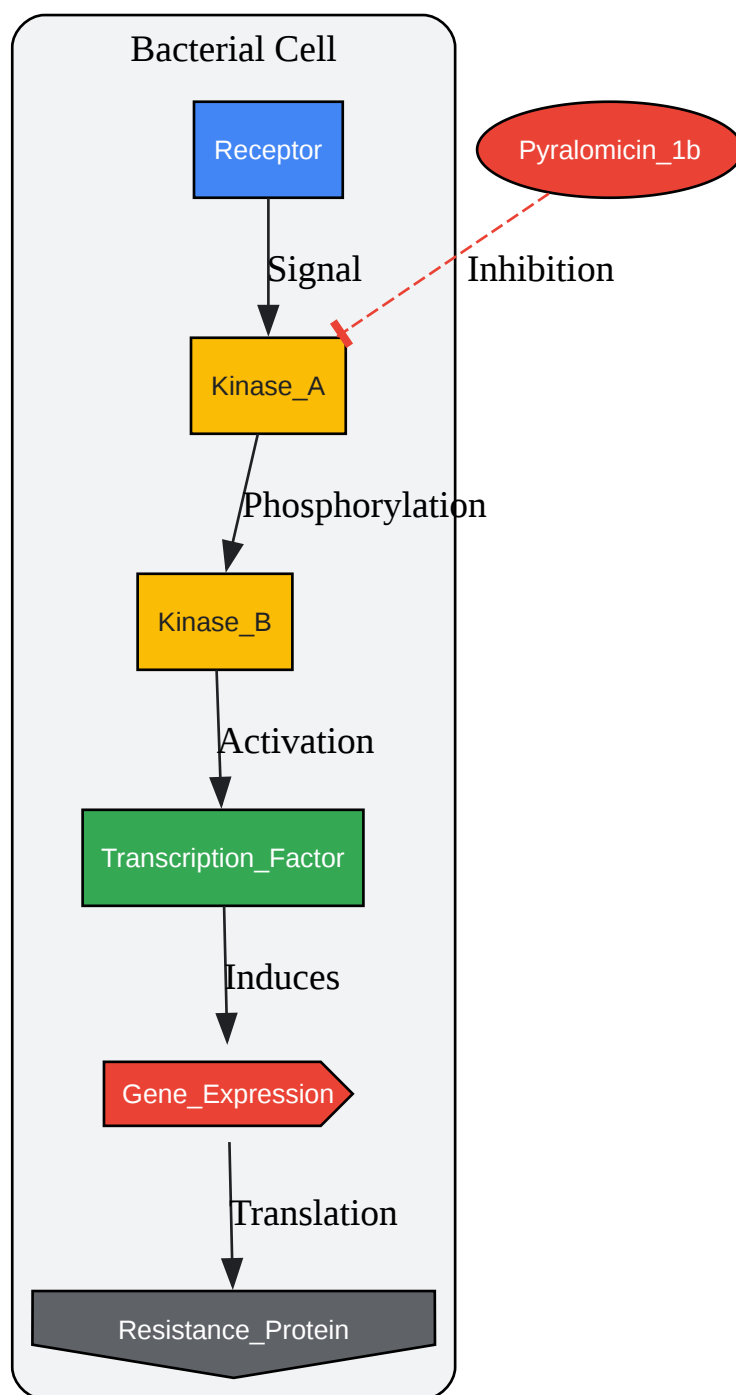 Bacterial Cell
Receptor
Pyralomicin_1b
Signal
Inhibition
Kinase_A
Phosphorylation
Kinase_B
Activation
Transcription_Factor
Induces
Gene_Expression
Translation
Resistance_Protein